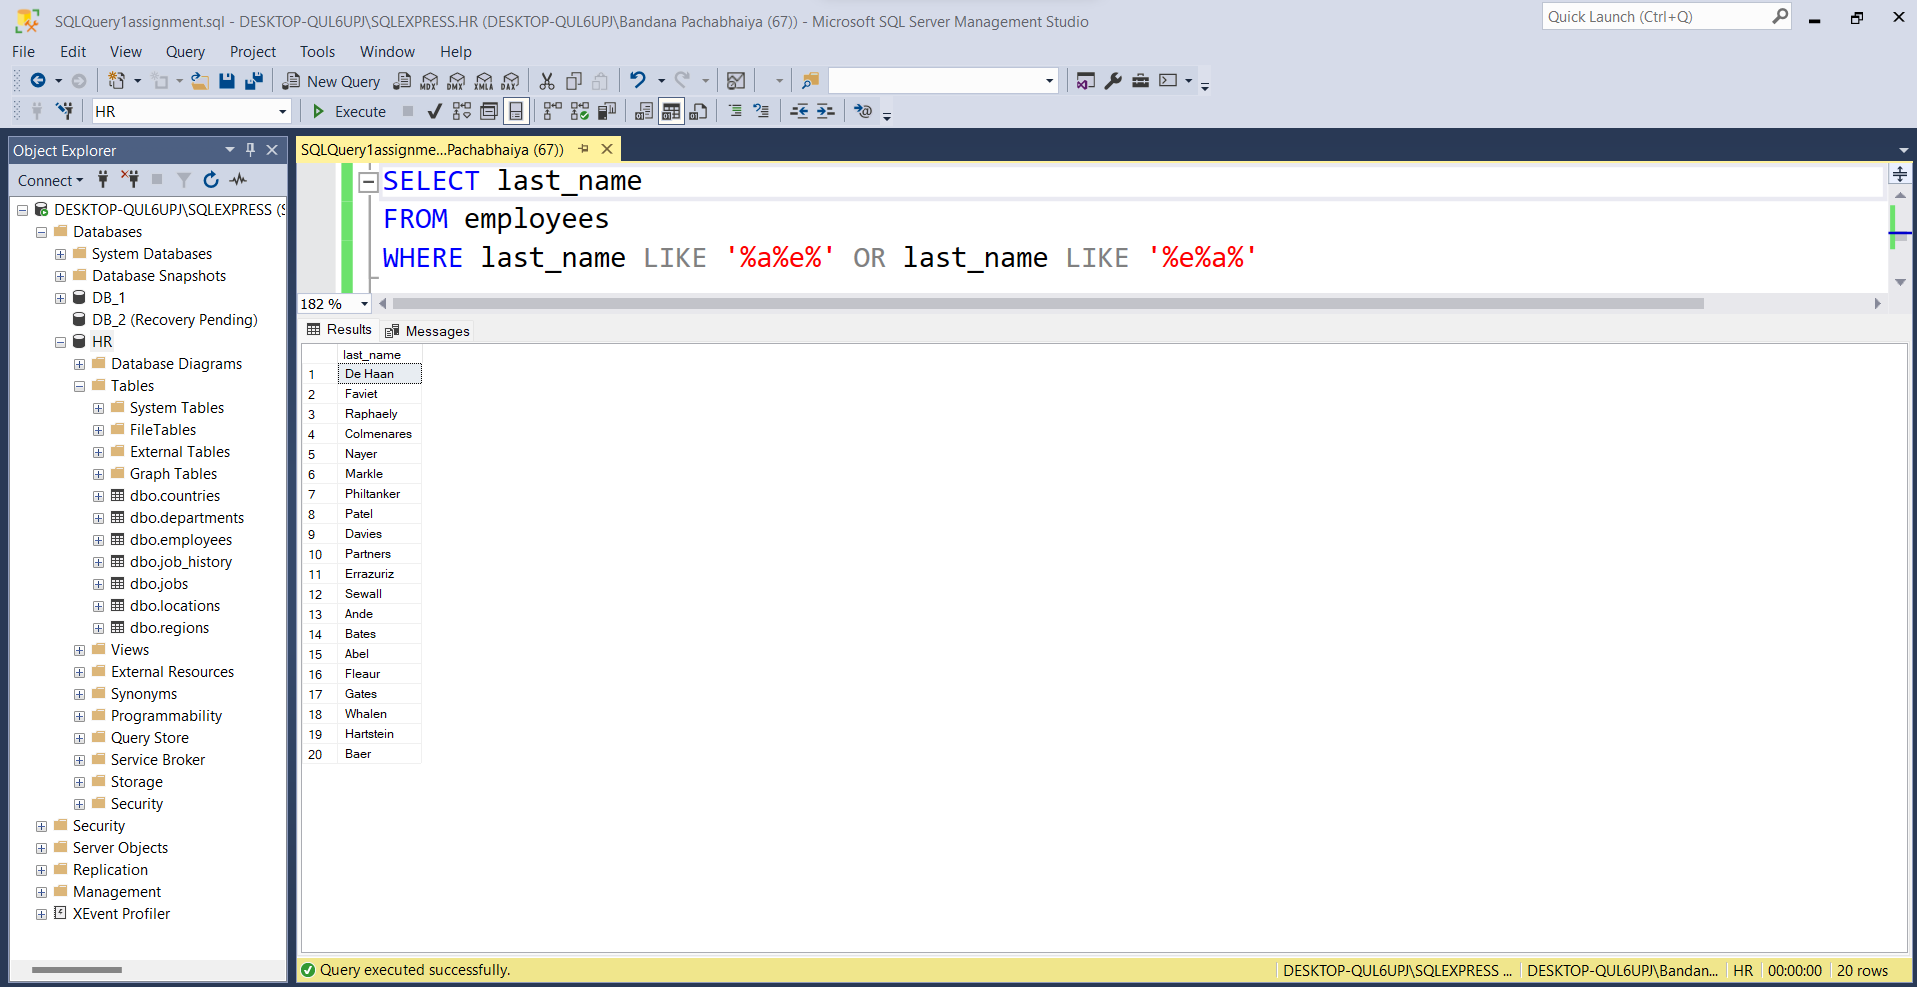 SQLQuery1assignment.sql - DESKTOP-QUL6UPJ\SQLEXPRESS.HR (DESKTOP-QUL6UPJ\Bandana Pachabhaiya (67)) - Microsoft SQL Server Management Studio
Quick Launch (Ctrl+Q)
File Edit View Query Project Tools Window Help
New Query MDX DMX XMLA DAX
HR Execute
Object Explorer
SQLQuery1assignme...Pachabhaiya (67))
Connect
DESKTOP-QUL6UPJ\SQLEXPRESS (S
Databases
System Databases
Database Snapshots
DB_1
DB_2 (Recovery Pending)
HR
Database Diagrams
Tables
System Tables
FileTables
External Tables
Graph Tables
dbo.countries
dbo.departments
dbo.employees
dbo.job_history
dbo.jobs
dbo.locations
dbo.regions
Views
External Resources
Synonyms
Programmability
Query Store
Service Broker
Storage
Security
Security
Server Objects
Replication
Management
XEvent Profiler
SELECT last_name
FROM employees
WHERE last_name LIKE '%a%e%' OR last_name LIKE '%e%a%'
182 %
Results Messages
last_name
1 De Haan
2 Faviet
3 Raphaely
4 Colmenares
5 Nayer
6 Markle
7 Philtanker
8 Patel
9 Davies
10 Partners
11 Errazuriz
12 Sewall
13 Ande
14 Bates
15 Abel
16 Fleaur
17 Gates
18 Whalen
19 Hartstein
20 Baer
Query executed successfully.
DESKTOP-QUL6UPJ\SQLEXPRESS ... DESKTOP-QUL6UPJ\Bandan... HR 00:00:00 20 rows